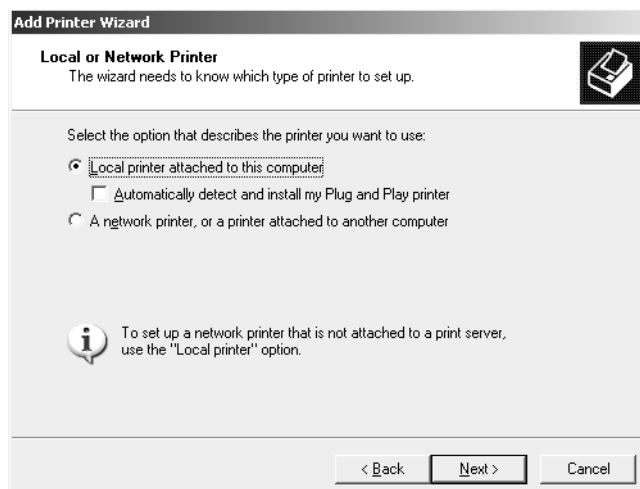 Add Printer Wizard
Local or Network Printer
The wizard needs to know which type of printer to set up.
Select the option that describes the printer you want to use:
Local printer attached to this computer
Automatically detect and install my Plug and Play printer
A network printer, or a printer attached to another computer
To set up a network printer that is not attached to a print server,
use the "Local printer" option.
< Back
Next >
Cancel